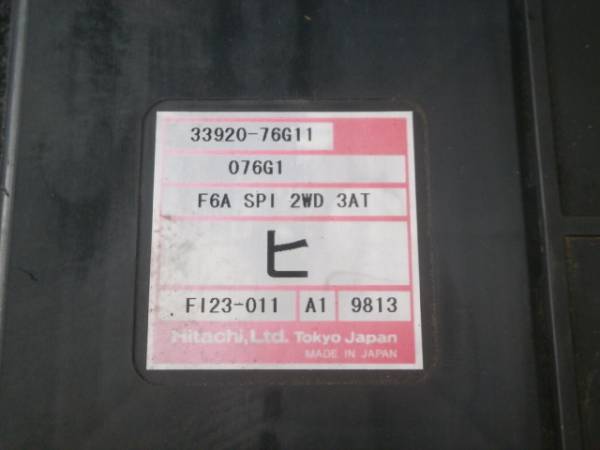 33920-76G11
076G1
F6A SPI 2WD 3AT
ヒ
FI23-011 A1 9813
Hitachi, Ltd. Tokyo Japan
MADE IN JAPAN